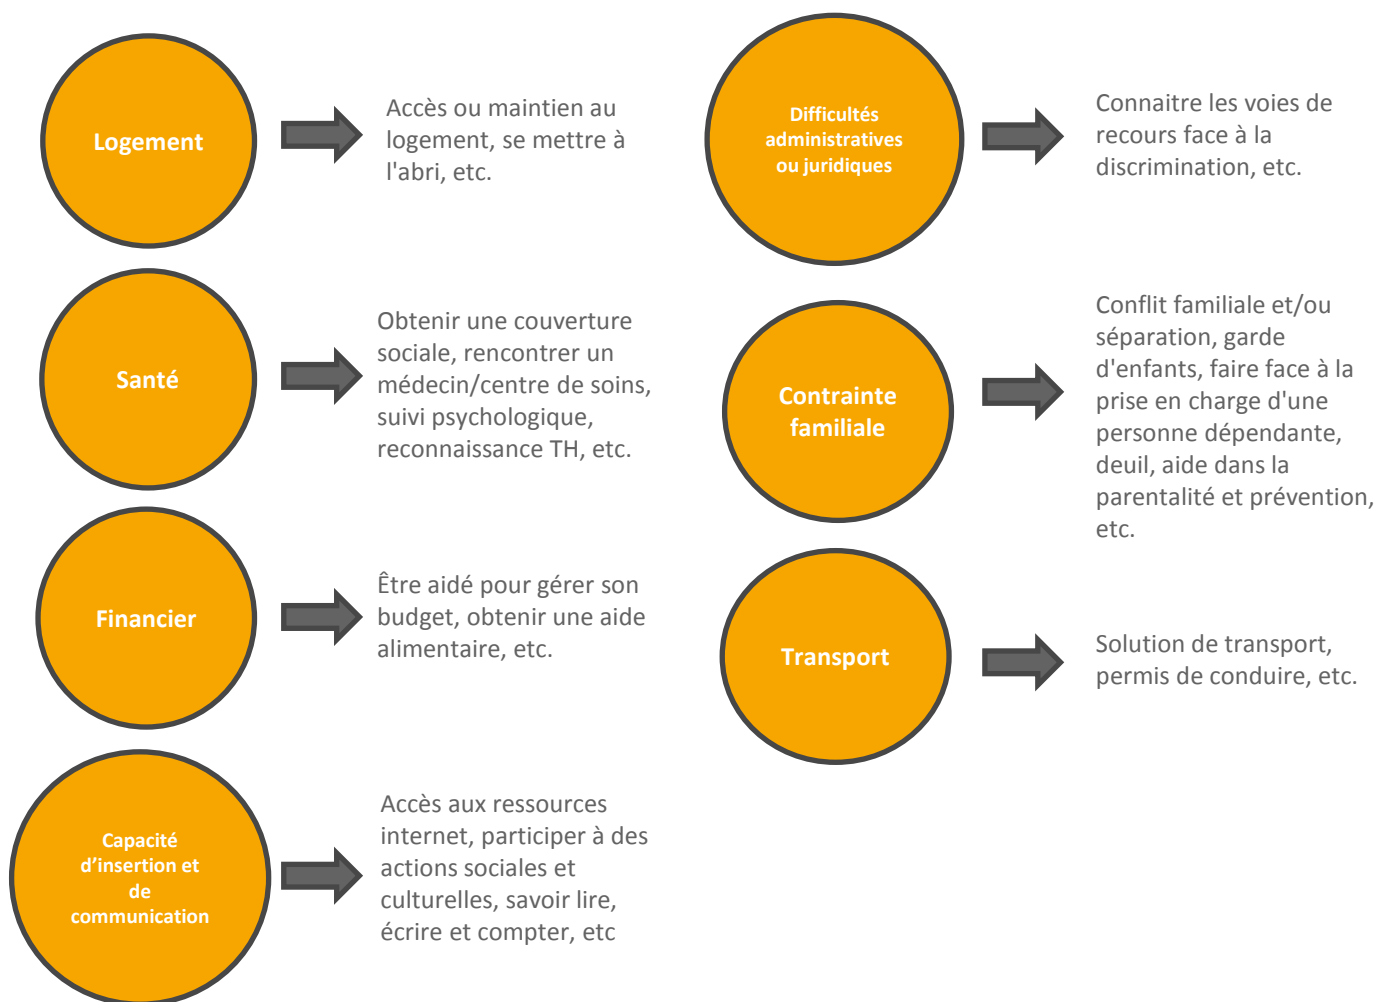 Logement
Accès ou maintien au
logement, se mettre à
l'abri, etc.
Santé
Obtenir une couverture
sociale, rencontrer un
médecin/centre de soins,
suivi psychologique,
reconnaissance TH, etc.
Financier
Être aidé pour gérer son
budget, obtenir une aide
alimentaire, etc.
Capacité
d’insertion et
de
communication
Accès aux ressources
internet, participer à des
actions sociales et
culturelles, savoir lire,
écrire et compter, etc
Difficultés
administratives
ou juridiques
Connaitre les voies de
recours face à la
discrimination, etc.
Contrainte
familiale
Conflit familiale et/ou
séparation, garde
d'enfants, faire face à la
prise en charge d'une
personne dépendante,
deuil, aide dans la
parentalité et prévention,
etc.
Transport
Solution de transport,
permis de conduire, etc.